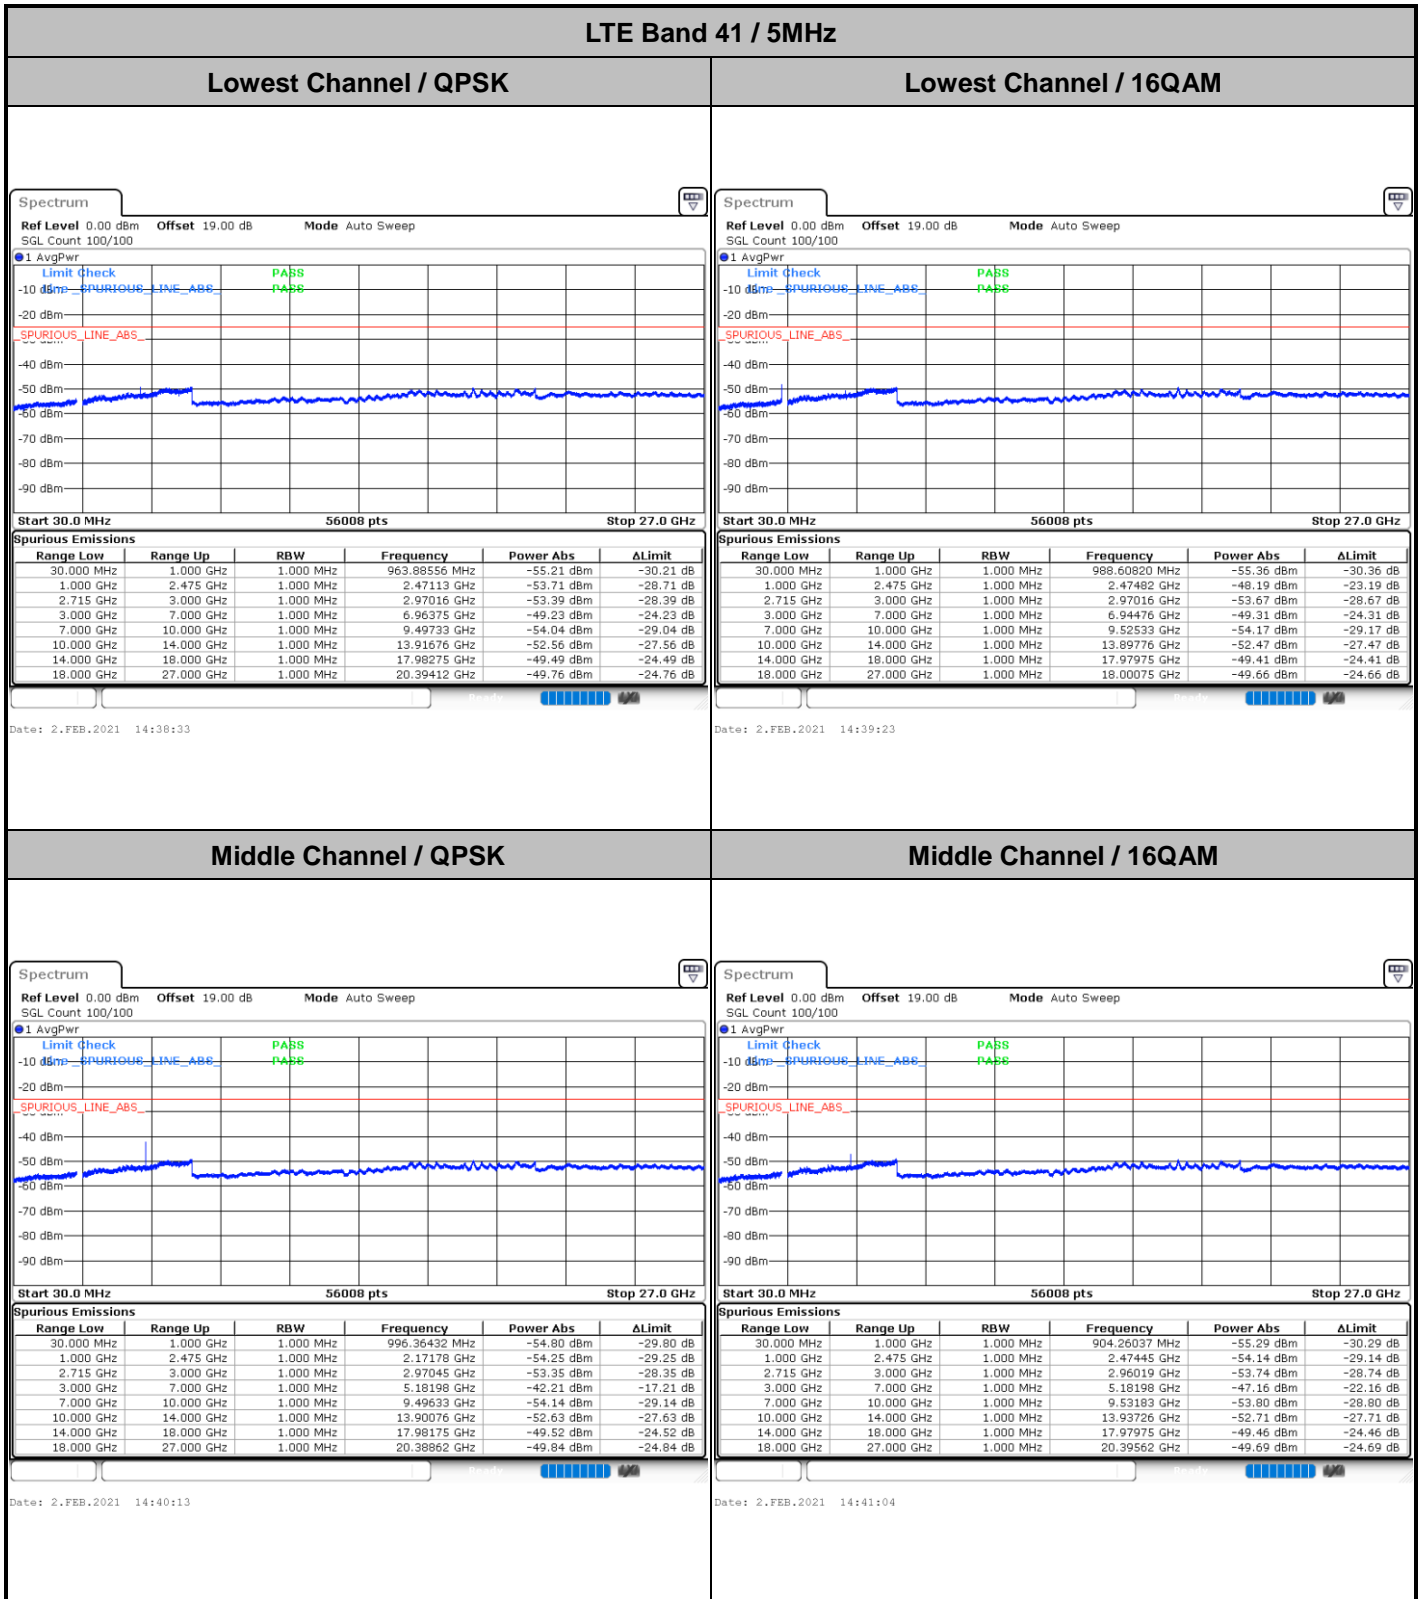 LTE Band 41 / 5MHz
Lowest Channel / QPSK
Lowest Channel / 16QAM
Spectrum
Ref Level 0.00 dBm Offset 19.00 dB Mode Auto Sweep
SGL Count 100/100
1 AvgPwr
Limit Check PASS
Line _SPURIOUS_LINE_ABS_ PASS
-10 dBm
-20 dBm
_SPURIOUS_LINE_ABS_
-40 dBm
-50 dBm
-60 dBm
-70 dBm
-80 dBm
-90 dBm
Start 30.0 MHz 56008 pts Stop 27.0 GHz
Spurious Emissions
Range Low Range Up RBW Frequency Power Abs ΔLimit
30.000 MHz 1.000 GHz 1.000 MHz 963.88556 MHz -55.21 dBm -30.21 dB
1.000 GHz 2.475 GHz 1.000 MHz 2.47113 GHz -53.71 dBm -28.71 dB
2.715 GHz 3.000 GHz 1.000 MHz 2.97016 GHz -53.39 dBm -28.39 dB
3.000 GHz 7.000 GHz 1.000 MHz 6.96375 GHz -49.23 dBm -24.23 dB
7.000 GHz 10.000 GHz 1.000 MHz 9.49733 GHz -54.04 dBm -29.04 dB
10.000 GHz 14.000 GHz 1.000 MHz 13.91676 GHz -52.56 dBm -27.56 dB
14.000 GHz 18.000 GHz 1.000 MHz 17.98275 GHz -49.49 dBm -24.49 dB
18.000 GHz 27.000 GHz 1.000 MHz 20.39412 GHz -49.76 dBm -24.76 dB
Date: 2.FEB.2021 14:38:33
Spectrum
Ref Level 0.00 dBm Offset 19.00 dB Mode Auto Sweep
SGL Count 100/100
1 AvgPwr
Limit Check PASS
Line _SPURIOUS_LINE_ABS_ PASS
-10 dBm
-20 dBm
_SPURIOUS_LINE_ABS_
-40 dBm
-50 dBm
-60 dBm
-70 dBm
-80 dBm
-90 dBm
Start 30.0 MHz 56008 pts Stop 27.0 GHz
Spurious Emissions
Range Low Range Up RBW Frequency Power Abs ΔLimit
30.000 MHz 1.000 GHz 1.000 MHz 988.60820 MHz -55.36 dBm -30.36 dB
1.000 GHz 2.475 GHz 1.000 MHz 2.47482 GHz -48.19 dBm -23.19 dB
2.715 GHz 3.000 GHz 1.000 MHz 2.97016 GHz -53.67 dBm -28.67 dB
3.000 GHz 7.000 GHz 1.000 MHz 6.94476 GHz -49.31 dBm -24.31 dB
7.000 GHz 10.000 GHz 1.000 MHz 9.52533 GHz -54.17 dBm -29.17 dB
10.000 GHz 14.000 GHz 1.000 MHz 13.89776 GHz -52.47 dBm -27.47 dB
14.000 GHz 18.000 GHz 1.000 MHz 17.97975 GHz -49.41 dBm -24.41 dB
18.000 GHz 27.000 GHz 1.000 MHz 18.00075 GHz -49.66 dBm -24.66 dB
Date: 2.FEB.2021 14:39:23
Middle Channel / QPSK
Middle Channel / 16QAM
Spectrum
Ref Level 0.00 dBm Offset 19.00 dB Mode Auto Sweep
SGL Count 100/100
1 AvgPwr
Limit Check PASS
Line _SPURIOUS_LINE_ABS_ PASS
-10 dBm
-20 dBm
_SPURIOUS_LINE_ABS_
-40 dBm
-50 dBm
-60 dBm
-70 dBm
-80 dBm
-90 dBm
Start 30.0 MHz 56008 pts Stop 27.0 GHz
Spurious Emissions
Range Low Range Up RBW Frequency Power Abs ΔLimit
30.000 MHz 1.000 GHz 1.000 MHz 996.36432 MHz -54.80 dBm -29.80 dB
1.000 GHz 2.475 GHz 1.000 MHz 2.17178 GHz -54.25 dBm -29.25 dB
2.715 GHz 3.000 GHz 1.000 MHz 2.97045 GHz -53.35 dBm -28.35 dB
3.000 GHz 7.000 GHz 1.000 MHz 5.18198 GHz -42.21 dBm -17.21 dB
7.000 GHz 10.000 GHz 1.000 MHz 9.49633 GHz -54.14 dBm -29.14 dB
10.000 GHz 14.000 GHz 1.000 MHz 13.90076 GHz -52.63 dBm -27.63 dB
14.000 GHz 18.000 GHz 1.000 MHz 17.98175 GHz -49.52 dBm -24.52 dB
18.000 GHz 27.000 GHz 1.000 MHz 20.38862 GHz -49.84 dBm -24.84 dB
Date: 2.FEB.2021 14:40:13
Spectrum
Ref Level 0.00 dBm Offset 19.00 dB Mode Auto Sweep
SGL Count 100/100
1 AvgPwr
Limit Check PASS
Line _SPURIOUS_LINE_ABS_ PASS
-10 dBm
-20 dBm
_SPURIOUS_LINE_ABS_
-40 dBm
-50 dBm
-60 dBm
-70 dBm
-80 dBm
-90 dBm
Start 30.0 MHz 56008 pts Stop 27.0 GHz
Spurious Emissions
Range Low Range Up RBW Frequency Power Abs ΔLimit
30.000 MHz 1.000 GHz 1.000 MHz 904.26037 MHz -55.29 dBm -30.29 dB
1.000 GHz 2.475 GHz 1.000 MHz 2.47445 GHz -54.14 dBm -29.14 dB
2.715 GHz 3.000 GHz 1.000 MHz 2.96019 GHz -53.74 dBm -28.74 dB
3.000 GHz 7.000 GHz 1.000 MHz 5.18198 GHz -47.16 dBm -22.16 dB
7.000 GHz 10.000 GHz 1.000 MHz 9.53183 GHz -53.80 dBm -28.80 dB
10.000 GHz 14.000 GHz 1.000 MHz 13.93726 GHz -52.71 dBm -27.71 dB
14.000 GHz 18.000 GHz 1.000 MHz 17.97975 GHz -49.46 dBm -24.46 dB
18.000 GHz 27.000 GHz 1.000 MHz 20.39562 GHz -49.69 dBm -24.69 dB
Date: 2.FEB.2021 14:41:04